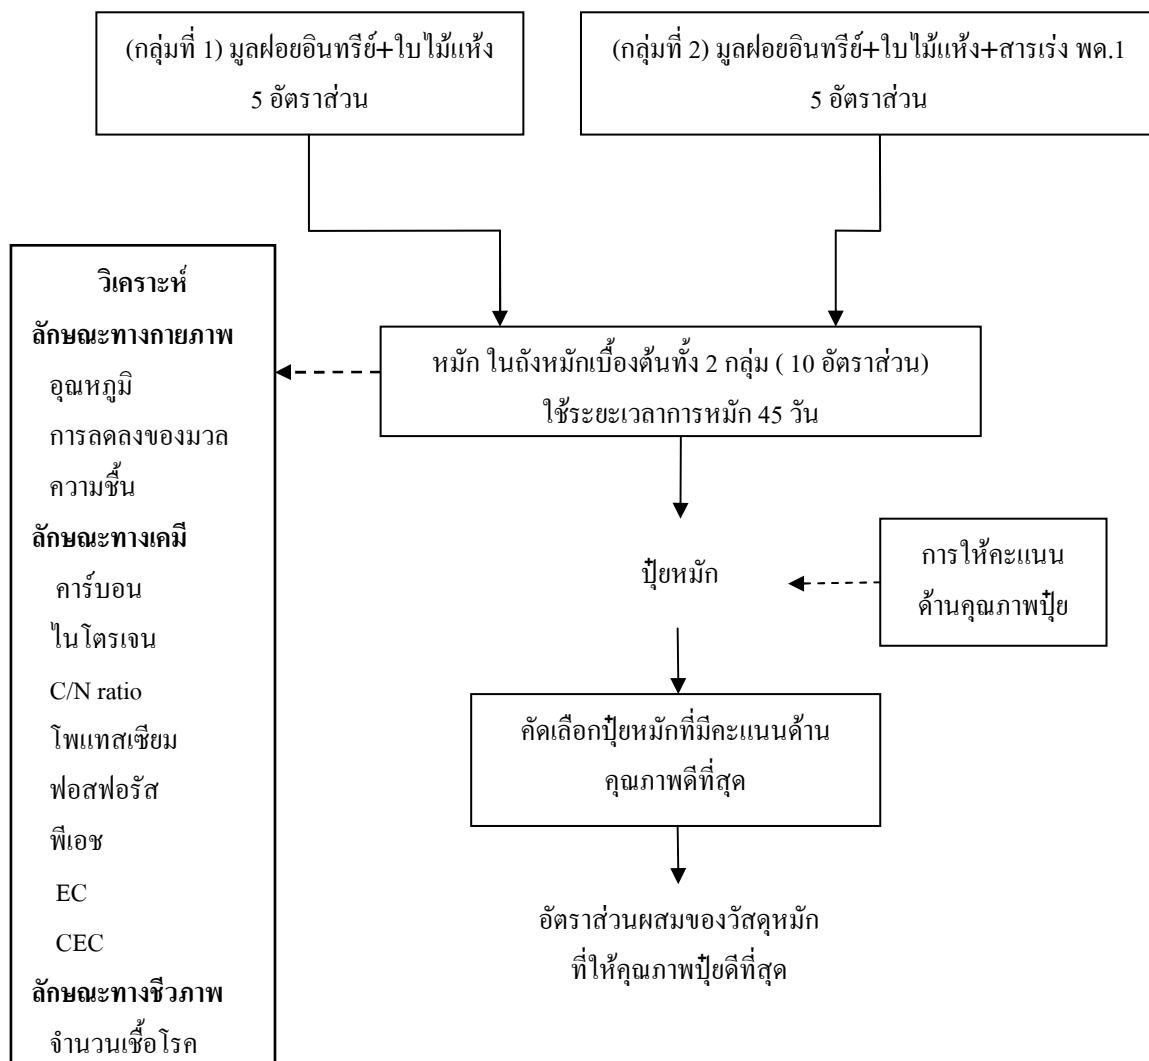 (กลุ่มที่ 1) มูลฝอยอินทรีย์+ใบไม้แห้ง
5 อัตราส่วน
(กลุ่มที่ 2) มูลฝอยอินทรีย์+ใบไม้แห้ง+สารเร่ง พด.1
5 อัตราส่วน
วิเคราะห์
ลักษณะทางกายภาพ
อุณหภูมิ
การลดลงของมวล
ความชื้น
ลักษณะทางเคมี
คาร์บอน
ไนโตรเจน
C/N ratio
โพแทสเซียม
ฟอสฟอรัส
พีเอช
EC
CEC
ลักษณะทางชีวภาพ
จำนวนเชื้อโรค
หมัก ในถังหมักเบื้องต้นทั้ง 2 กลุ่ม ( 10 อัตราส่วน)
ใช้ระยะเวลาการหมัก 45 วัน
ปุ๋ยหมัก
การให้คะแนน
ด้านคุณภาพปุ๋ย
คัดเลือกปุ๋ยหมักที่มีคะแนนด้าน
คุณภาพดีที่สุด
อัตราส่วนผสมของวัสดุหมัก
ที่ให้คุณภาพปุ๋ยดีที่สุด